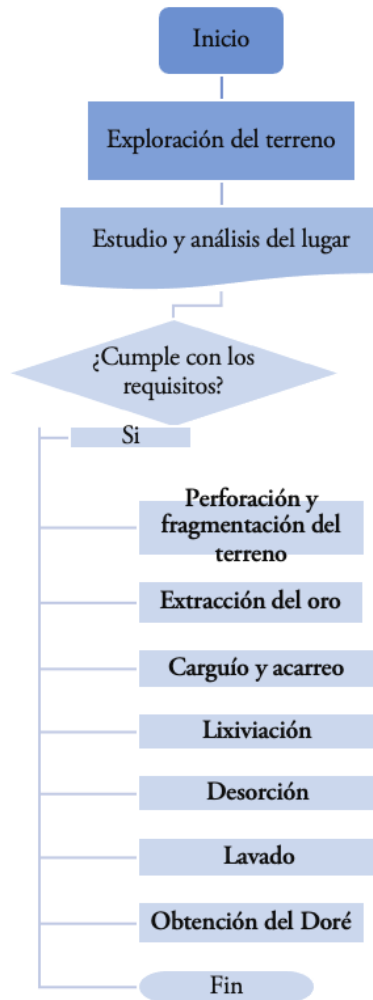 Inicio
Exploración del terreno
Estudio y análisis del lugar
¿Cumple con los
requisitos?
Si
Perforación y
fragmentación del
terreno
Extracción del oro
Carguío y acarreo
Lixiviación
Desorción
Lavado
Obtención del Doré
Fin